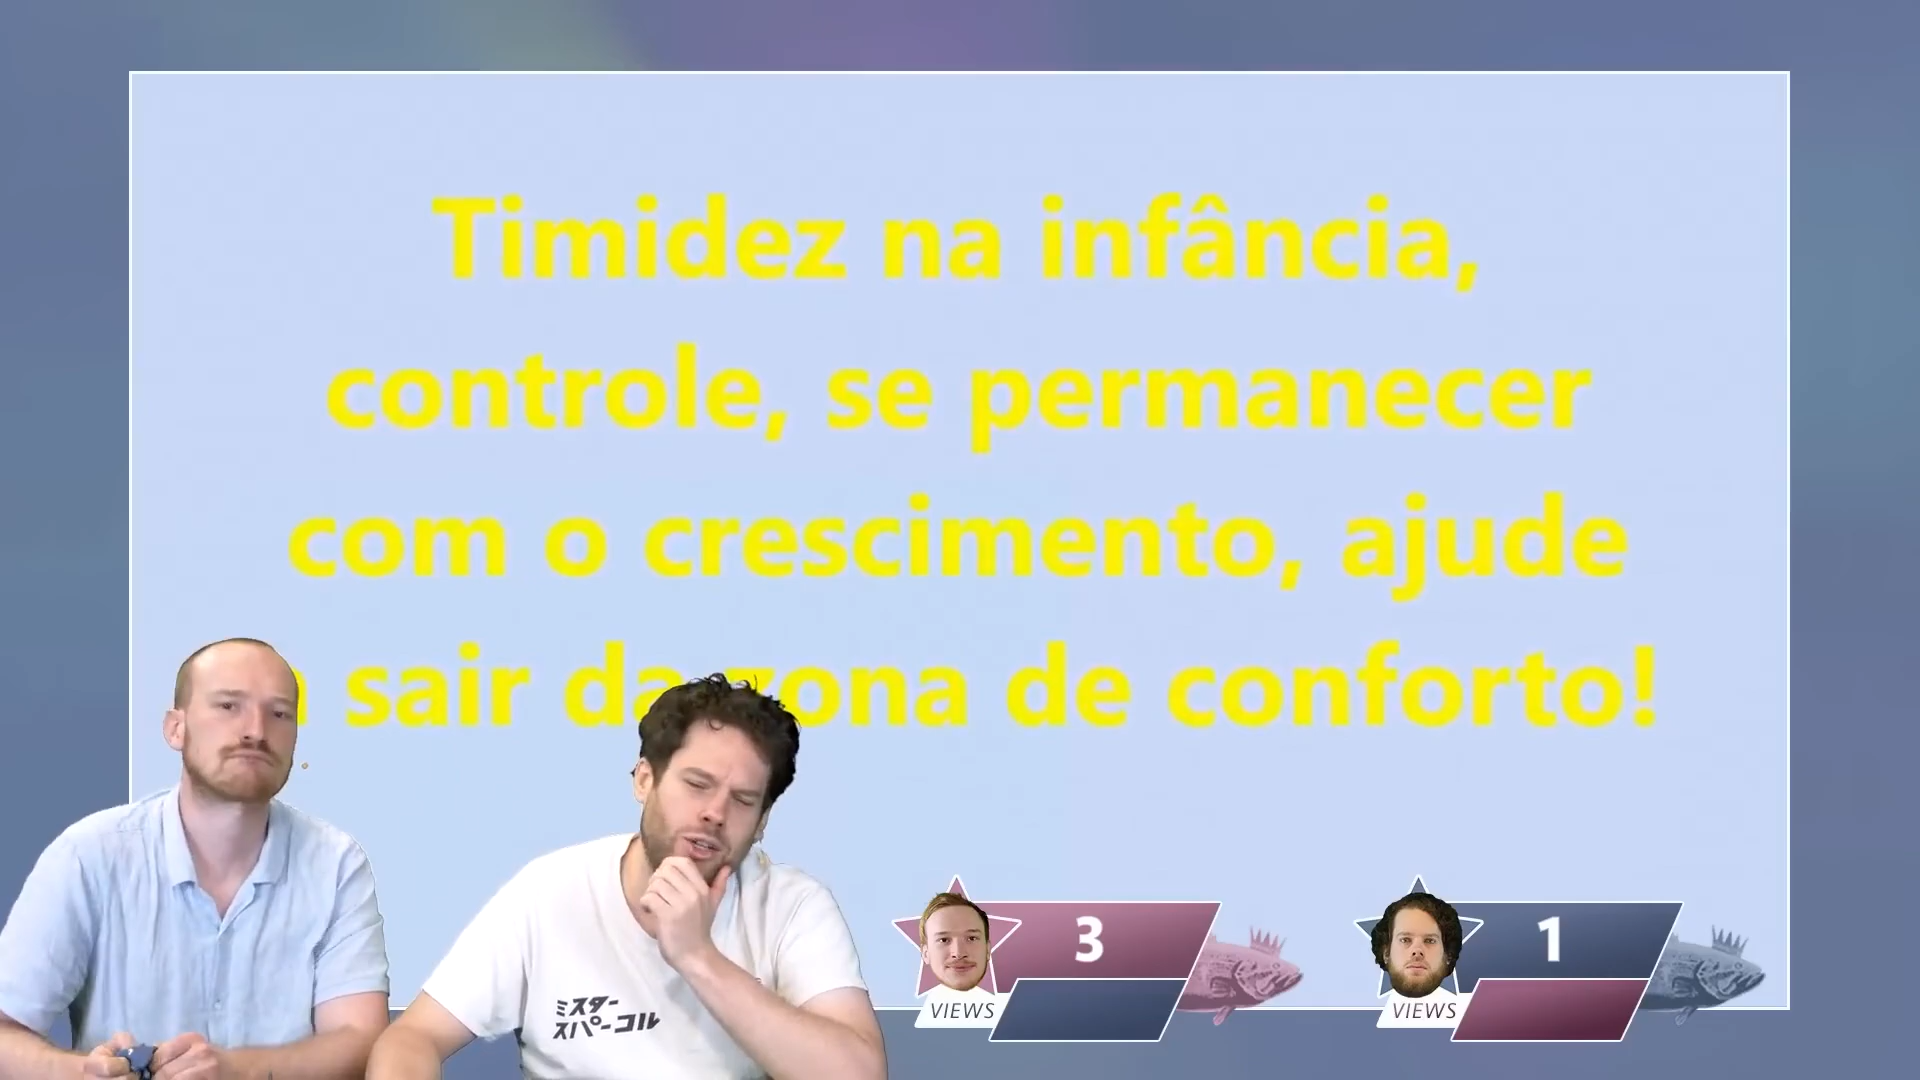 Timidez na infância,
controle, se permanecer
com o crescimento, ajude
sair da zona de conforto!
3
1
VIEWS
VIEWS
ミスター
スパーコル